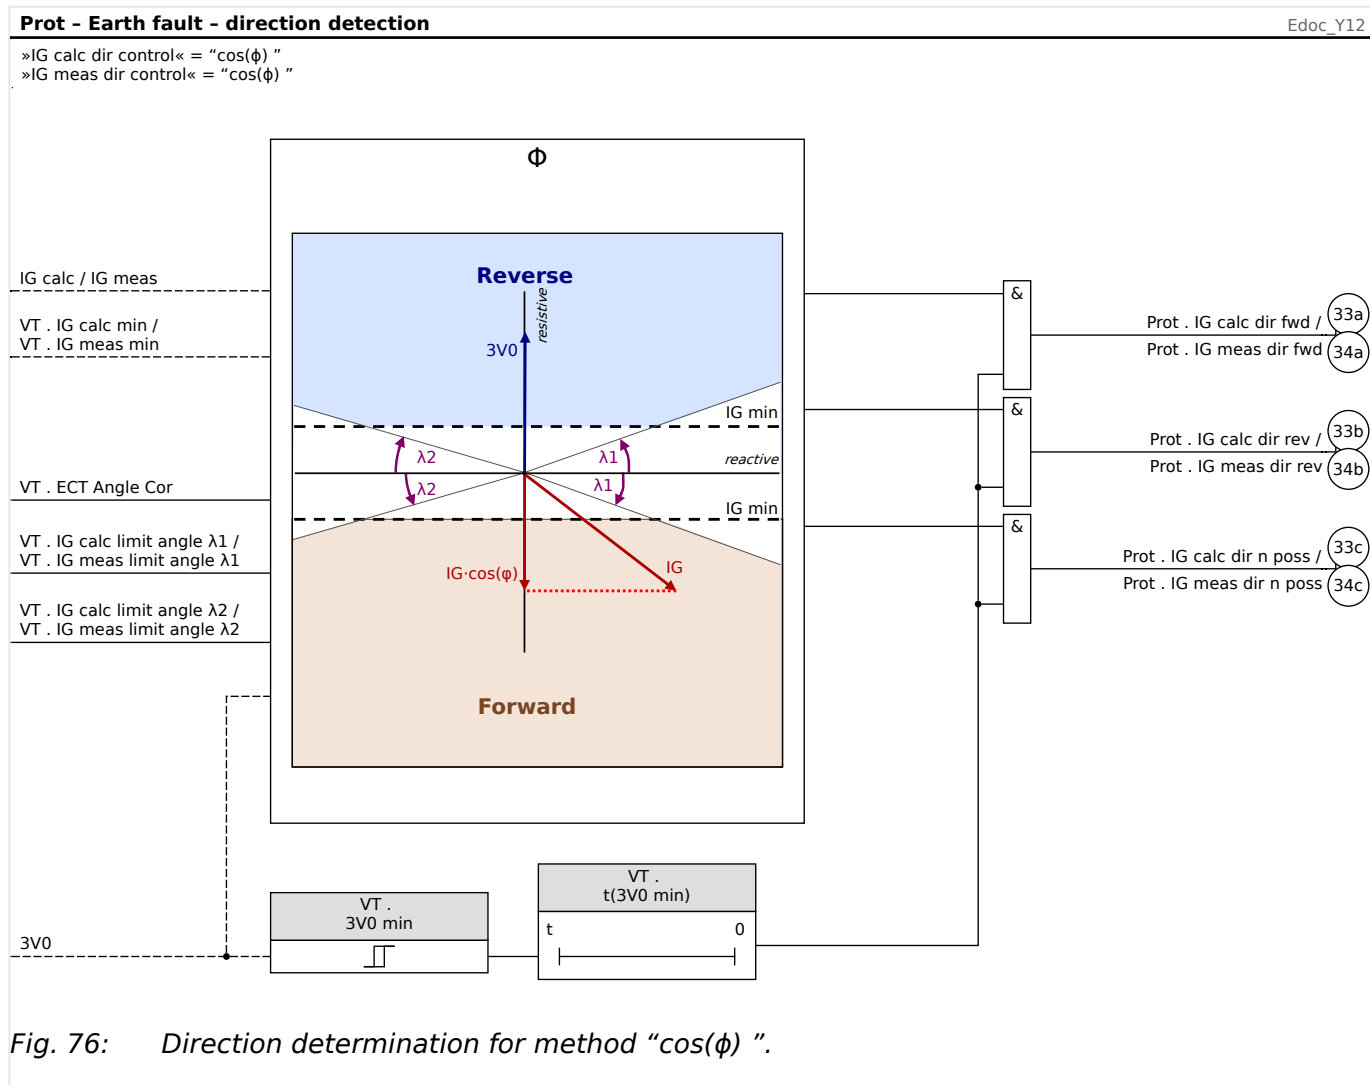 Prot – Earth fault – direction detection
Edoc_Y12
»IG calc dir control« = “cos(ϕ) ”
»IG meas dir control« = “cos(ϕ) ”
Φ
IG calc / IG meas
VT . IG calc min /
VT . IG meas min
VT . ECT Angle Cor
VT . IG calc limit angle λ1 /
VT . IG meas limit angle λ1
VT . IG calc limit angle λ2 /
VT . IG meas limit angle λ2
3V0
Reverse
resistive
3V0
IG min
λ2
λ1
reactive
λ2
λ1
IG min
IG·cos(φ)
IG
Forward
&
Prot . IG calc dir fwd /
Prot . IG meas dir fwd
33a
34a
&
Prot . IG calc dir rev /
Prot . IG meas dir rev
33b
34b
&
Prot . IG calc dir n poss /
Prot . IG meas dir n poss
33c
34c
VT .
3V0 min
VT .
t(3V0 min)
t 0
Fig. 76: Direction determination for method “cos(ϕ) ”.